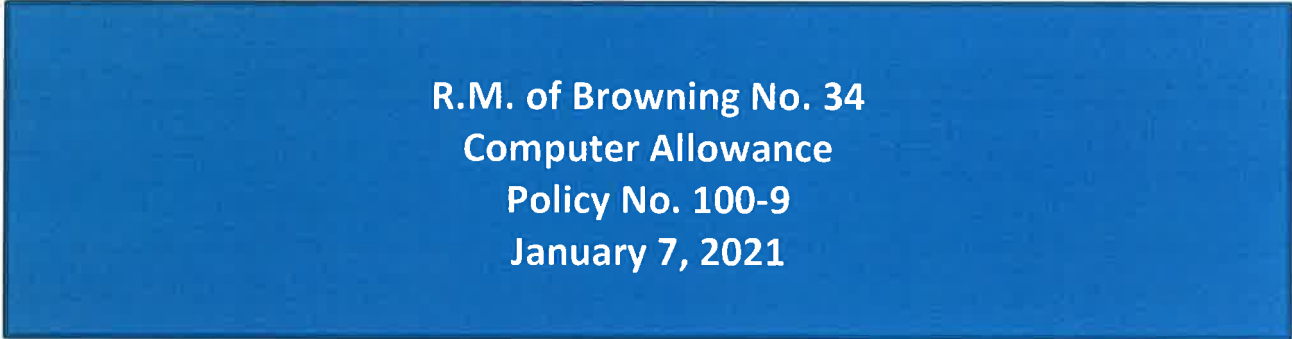 R.M. of Browning No. 34
Computer Allowance
Policy No. 100-9
January 7, 2021